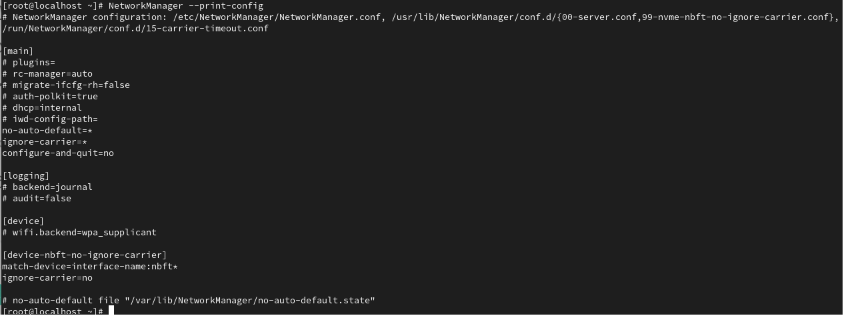 [root@localhost ~]# NetworkManager --print-config
# NetworkManager configuration: /etc/NetworkManager/NetworkManager.conf, /usr/lib/NetworkManager/conf.d/{00-server.conf,99-nvme-nbft-no-ignore-carrier.conf},
/run/NetworkManager/conf.d/15-carrier-timeout.conf
[main]
# plugins=
# rc-manager=auto
# migrate-ifcfg-rh=false
# auth-polkit=true
# dhcp=internal
# iwd-config-path=
no-auto-default=*
ignore-carrier=*
configure-and-quit=no
[logging]
# backend=journal
# audit=false
[device]
# wifi.backend=wpa_supplicant
[device-nbft-no-ignore-carrier]
match-device=interface-name:nbft*
ignore-carrier=no
# no-auto-default file "/var/lib/NetworkManager/no-auto-default.state"
[root@localhost ~]#